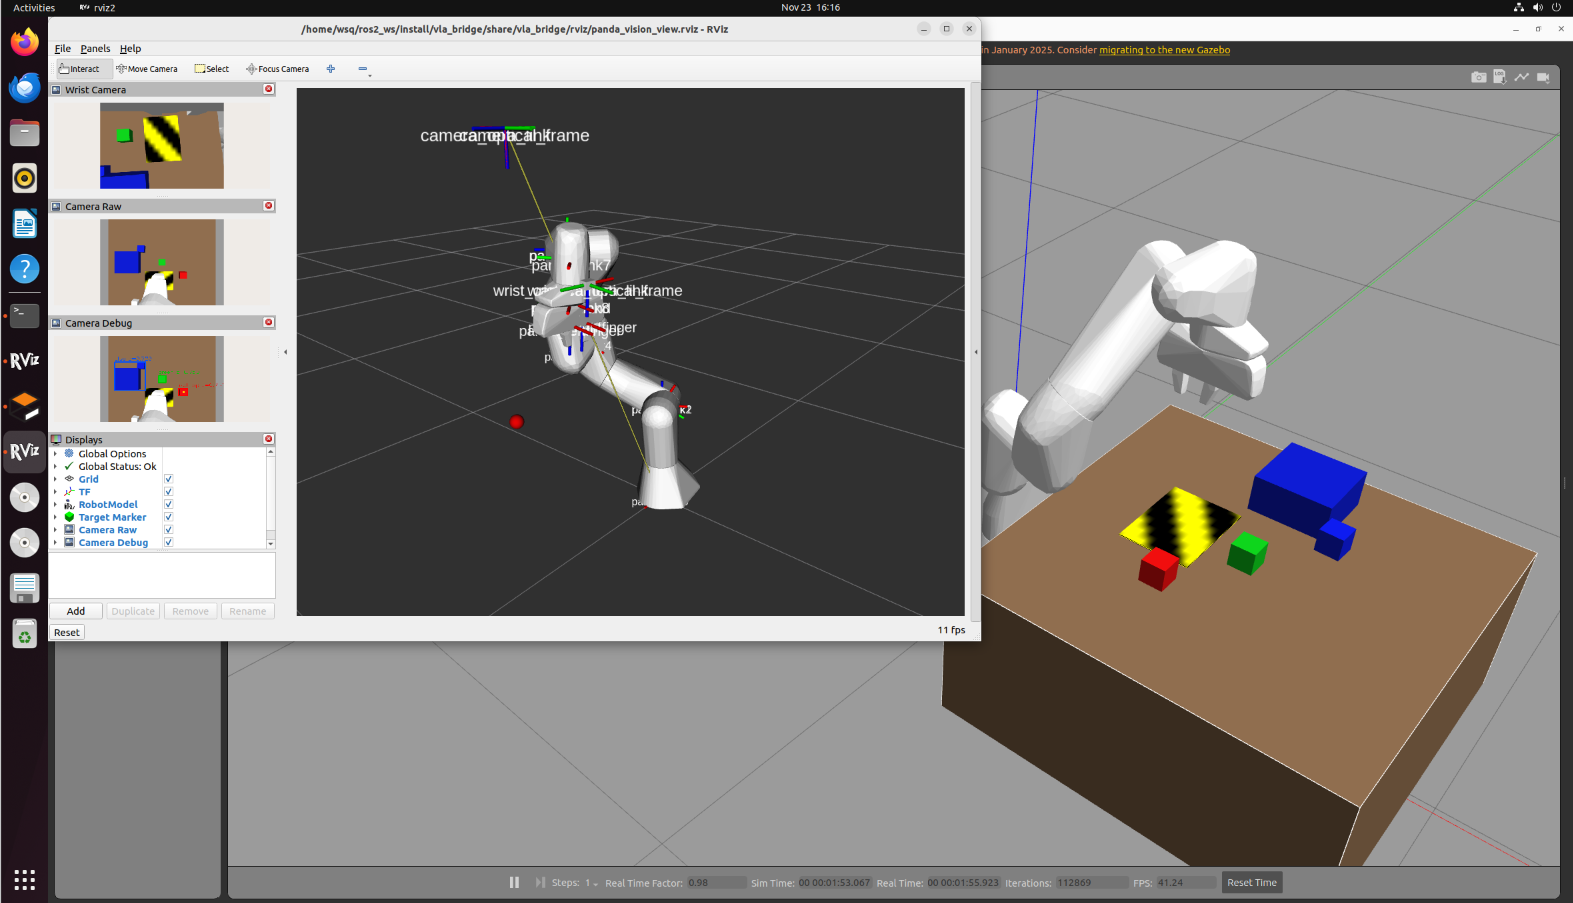 Activities
rviz2
Nov 23 16:16
/home/wsq/ros2_ws/install/vla_bridge/share/vla_bridge/rviz/panda_vision_view.rviz - RViz
in January 2025. Consider migrating to the new Gazebo
File Panels Help
Interact Move Camera Select Focus Camera
Wrist Camera
Camera Raw
Camera Debug
Displays
Global Options
Global Status: Ok
Grid
TF
RobotModel
Target Marker
Camera Raw
Camera Debug
Add Duplicate Remove Rename
Reset
11 fps
RViz
RViz
Steps: 1 Real Time Factor: 0.98 Sim Time: 00 00:01:53.067 Real Time: 00 00:01:55.923 Iterations: 112869 FPS: 41.24 Reset Time